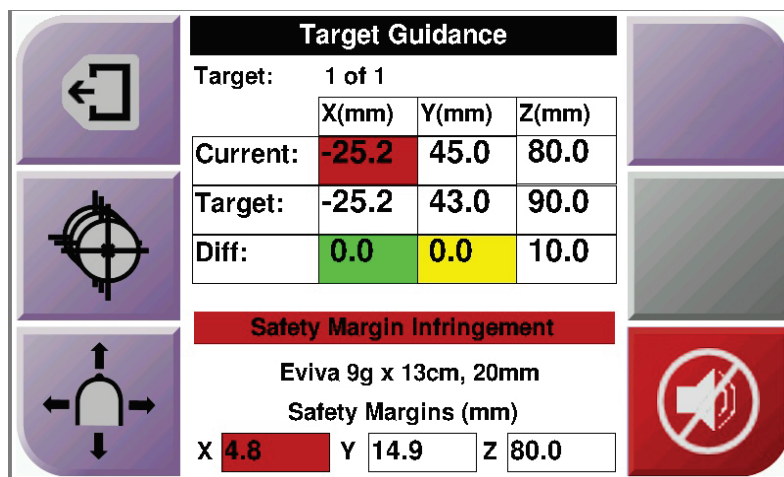 Target Guidance
Target: 1 of 1
X(mm) Y(mm) Z(mm)
Current: -25.2 45.0 80.0
Target: -25.2 43.0 90.0
Diff: 0.0 0.0 10.0
Safety Margin Infringement
Eviva 9g x 13cm, 20mm
Safety Margins (mm)
X 4.8 Y 14.9 Z 80.0